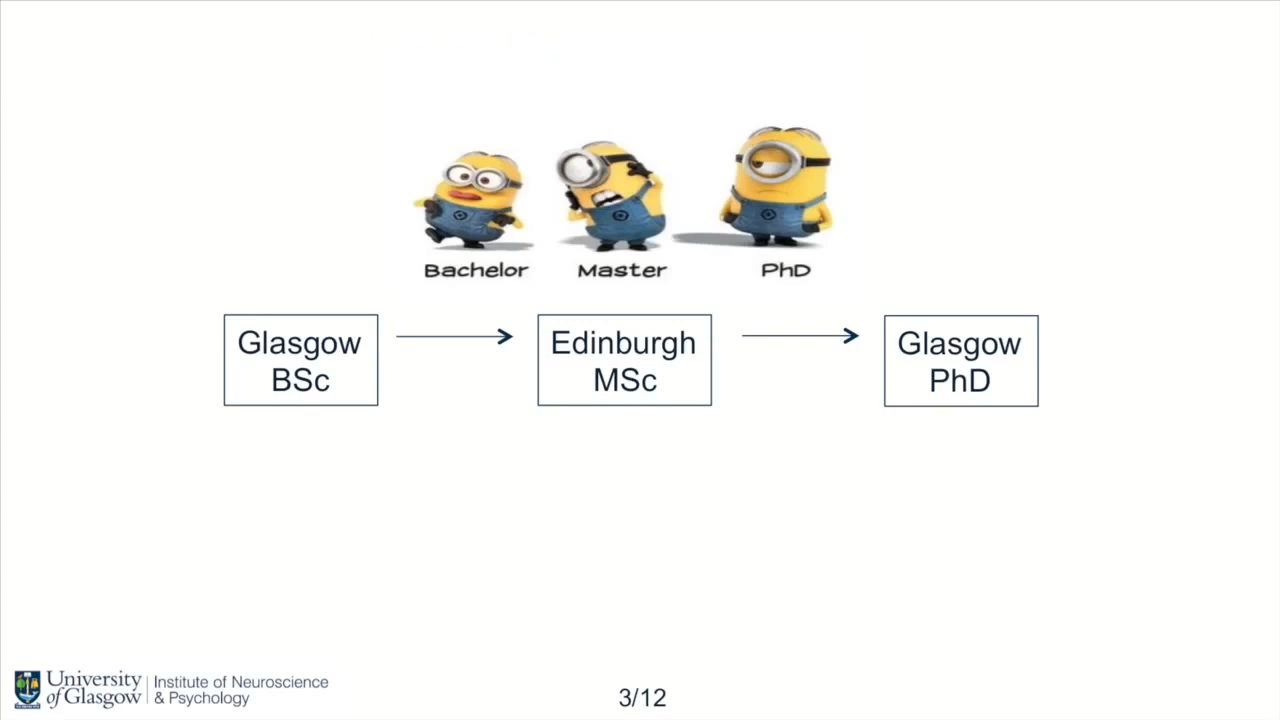 Bachelor
Master
PhD
Glasgow
BSc
Edinburgh
MSc
Glasgow
PhD
University
of Glasgow
Institute of Neuroscience
& Psychology
3/12